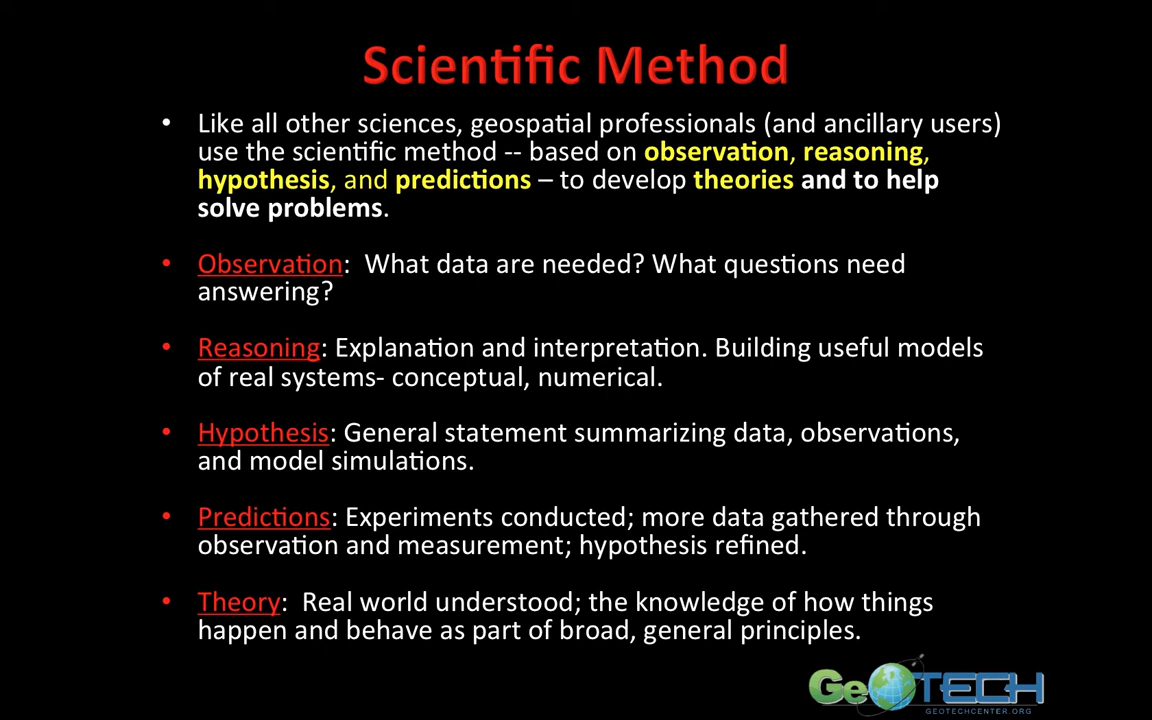 Scientific Method
• Like all other sciences, geospatial professionals (and ancillary users)
use the scientific method -- based on observation, reasoning,
hypothesis, and predictions – to develop theories and to help
solve problems.
• Observation:  What data are needed? What questions need
answering?
• Reasoning: Explanation and interpretation. Building useful models
of real systems- conceptual, numerical.
• Hypothesis: General statement summarizing data, observations,
and model simulations.
• Predictions: Experiments conducted; more data gathered through
observation and measurement; hypothesis refined.
• Theory:  Real world understood; the knowledge of how things
happen and behave as part of broad, general principles.
GeoTECH
GEOTECHCENTER.ORG